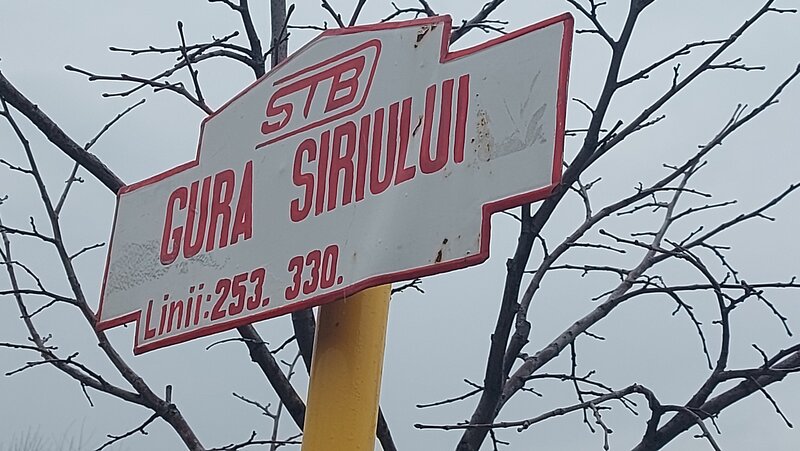 STB
GURA SIRIULUI
Linii: 253. 330.